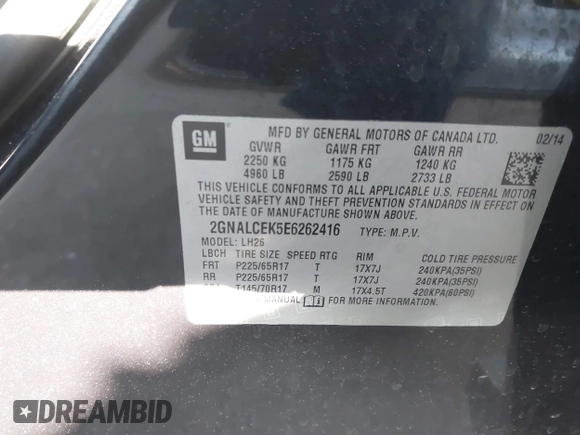 GM
MFD BY GENERAL MOTORS OF CANADA LTD. 02/14
GVWR GAWR FRT GAWR RR
2250 KG 1175 KG 1240 KG
4960 LB 2590 LB 2733 LB
THIS VEHICLE CONFORMS TO ALL APPLICABLE U.S. FEDERAL MOTOR
VEHICLE SAFETY AND THEFT PREVENTION STANDARDS IN EFFECT ON THE
DATE OF MANUFACTURE SHOWN ABOVE.
2GNALCEK5E6262416 TYPE: M.P.V.
MODEL: LH26
LBCH TIRE SIZE SPEED RTG RIM COLD TIRE PRESSURE
FRT P225/65R17 T 17X7J 240KPA(35PSI)
RR P225/65R17 T 17X7J 240KPA(35PSI)
T145/70R17 M 17X4.5T 420KPA(60PSI)
MANUAL FOR MORE INFORMATION.
DREAMBID